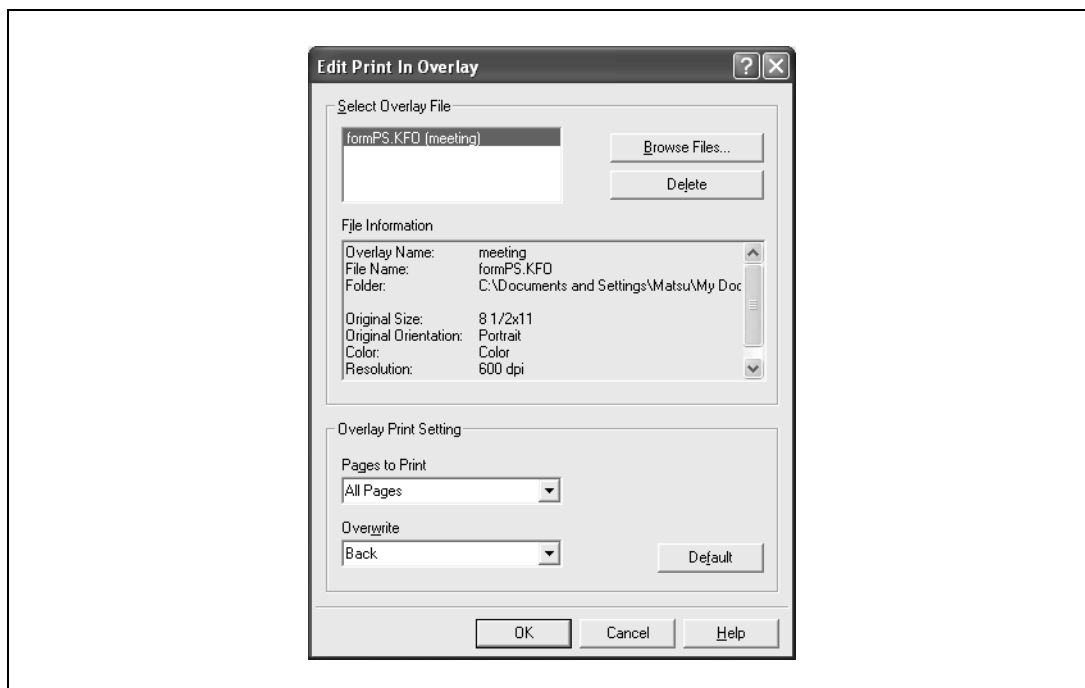 Edit Print In Overlay
Select Overlay File
formPS.KFO (meeting)
Browse Files...
Delete
File Information
Overlay Name: meeting
File Name: formPS.KFO
Folder: C:\Documents and Settings\Matsu\My Doc
Original Size: 8 1/2x11
Original Orientation: Portrait
Color: Color
Resolution: 600 dpi
Overlay Print Setting
Pages to Print
All Pages
Overwrite
Back
Default
OK Cancel Help